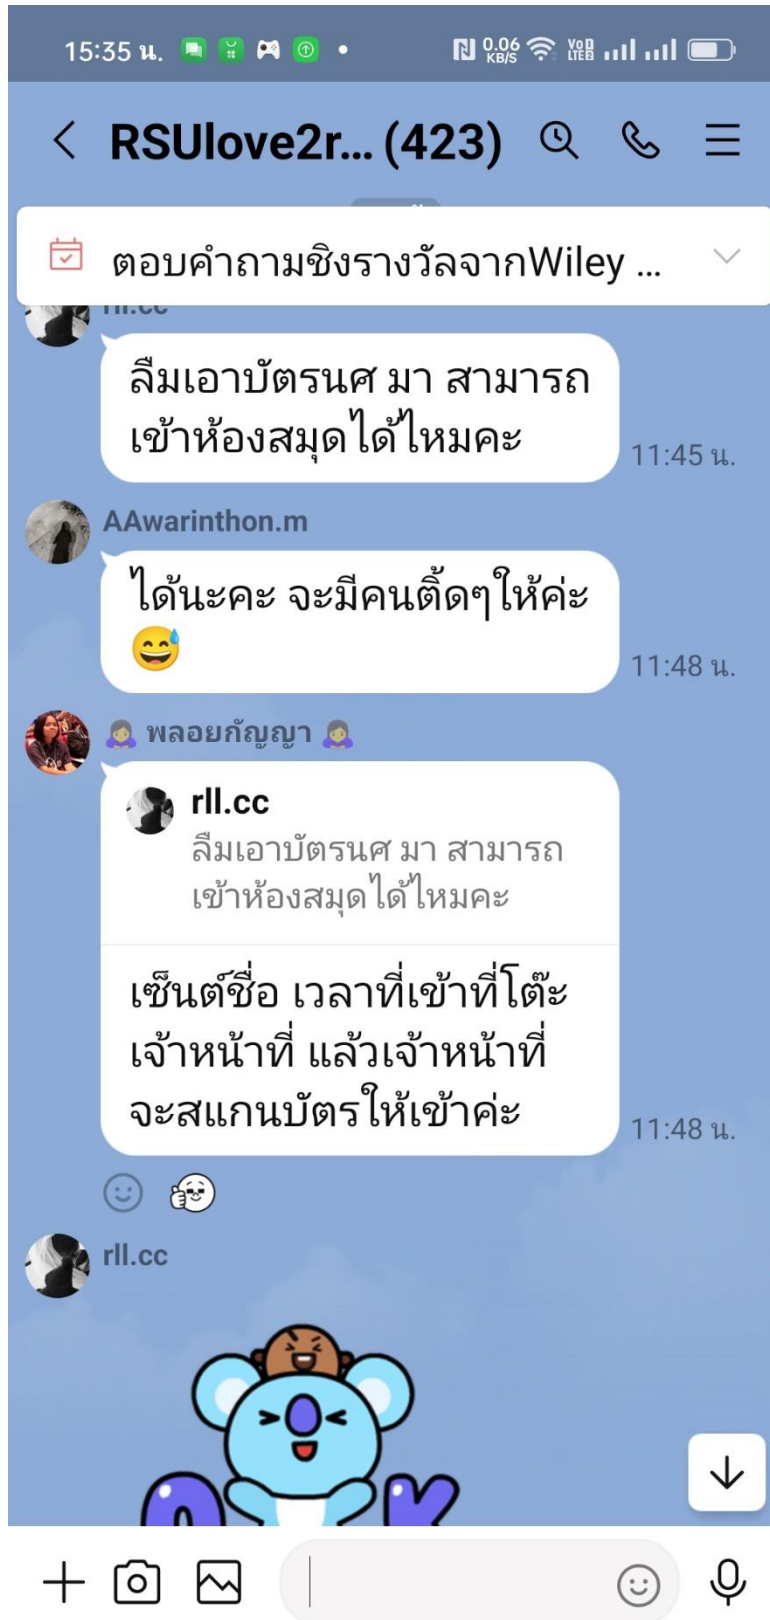 15:35 น.
0.06
KB/S
VoD
LTE
RSUlove2r... (423)
ตอบคำถามชิงรางวัลจากWiley ...
rll.cc
ลืมเอาบัตรนศ มา สามารถ
เข้าห้องสมุดได้ไหมคะ
11:45 น.
AAwarinthon.m
ได้นะคะ จะมีคนติ้ดๆให้ค่ะ
😅
11:48 น.
🙇‍♀️ พลอยกัญญา 🙇‍♀️
rll.cc
ลืมเอาบัตรนศ มา สามารถ
เข้าห้องสมุดได้ไหมคะ
เซ็นต์ชื่อ เวลาที่เข้าที่โต๊ะ
เจ้าหน้าที่ แล้วเจ้าหน้าที่
จะสแกนบัตรให้เข้าค่ะ
11:48 น.
rll.cc
OK